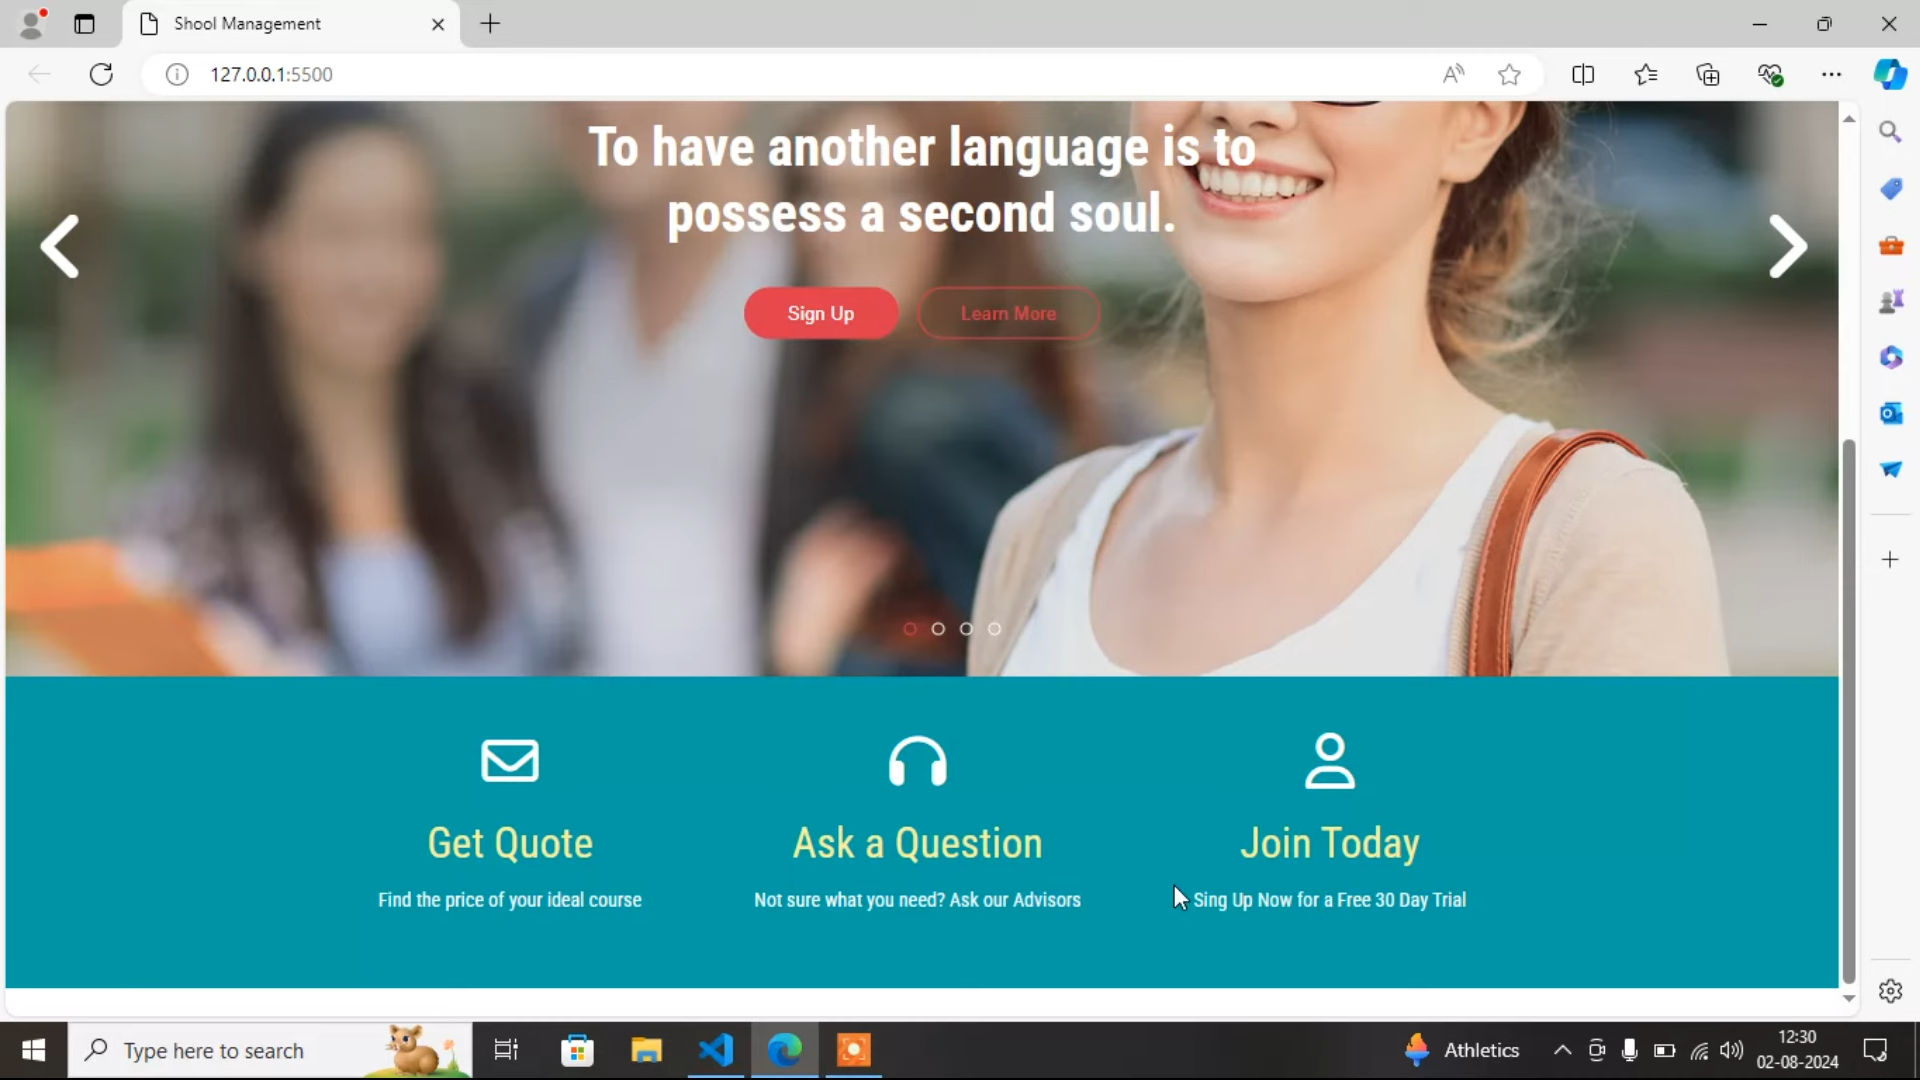 Shool Management
127.0.0.1:5500
To have another language is to
possess a second soul.
Sign Up
Learn More
Get Quote
Ask a Question
Join Today
Find the price of your ideal course
Not sure what you need? Ask our Advisors
Sing Up Now for a Free 30 Day Trial
Type here to search
Athletics
12:30
02-08-2024